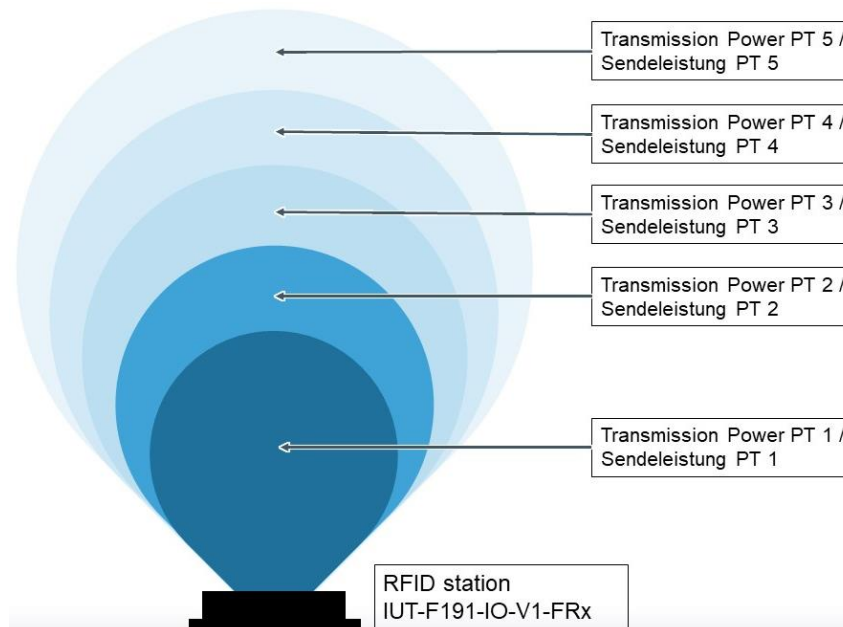 Transmission Power PT 5 /
Sendeleistung PT 5
Transmission Power PT 4 /
Sendeleistung PT 4
Transmission Power PT 3 /
Sendeleistung PT 3
Transmission Power PT 2 /
Sendeleistung PT 2
Transmission Power PT 1 /
Sendeleistung PT 1
RFID station
IUT-F191-IO-V1-FRx